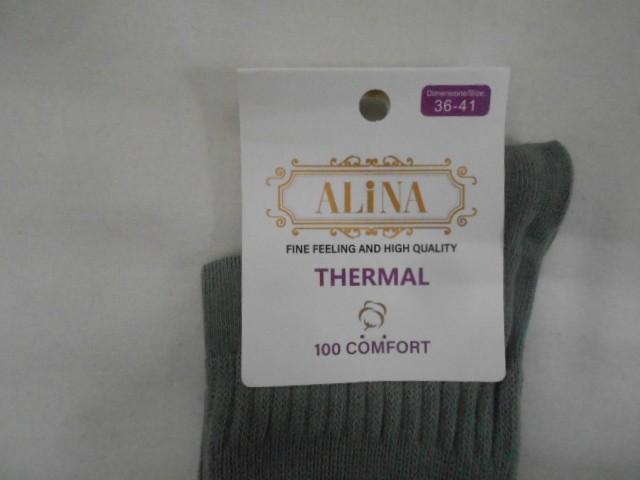 Dimensione/Size:
36-41
ALiNA
FINE FEELING AND HIGH QUALITY
THERMAL
100 COMFORT